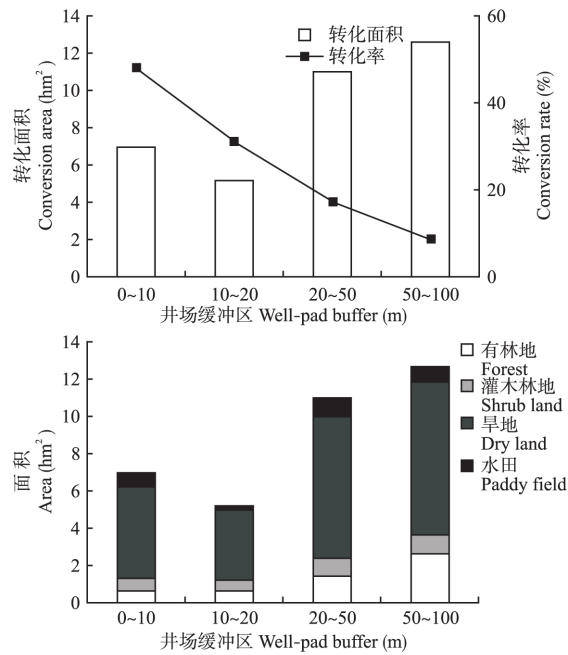 转化面积
转化率
转化面积
Conversion area (hm²)
14
12
10
8
6
4
2
0
60
40
20
0
转化率
Conversion rate (%)
0~10
10~20
20~50
50~100
井场缓冲区 Well-pad buffer (m)
面 积
Area (hm²)
14
12
10
8
6
4
2
0
有林地
Forest
灌木林地
Shrub land
旱地
Dry land
水田
Paddy field
0~10
10~20
20~50
50~100
井场缓冲区 Well-pad buffer (m)